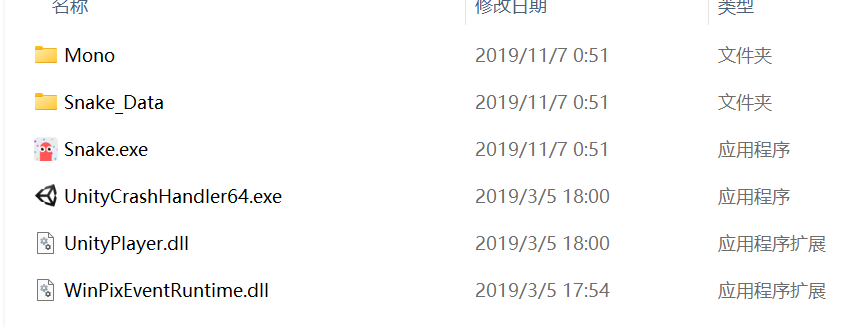 名称 修改日期 类型
Mono 2019/11/7 0:51 文件夹
Snake_Data 2019/11/7 0:51 文件夹
Snake.exe 2019/11/7 0:51 应用程序
UnityCrashHandler64.exe 2019/3/5 18:00 应用程序
UnityPlayer.dll 2019/3/5 18:00 应用程序扩展
WinPixEventRuntime.dll 2019/3/5 17:54 应用程序扩展